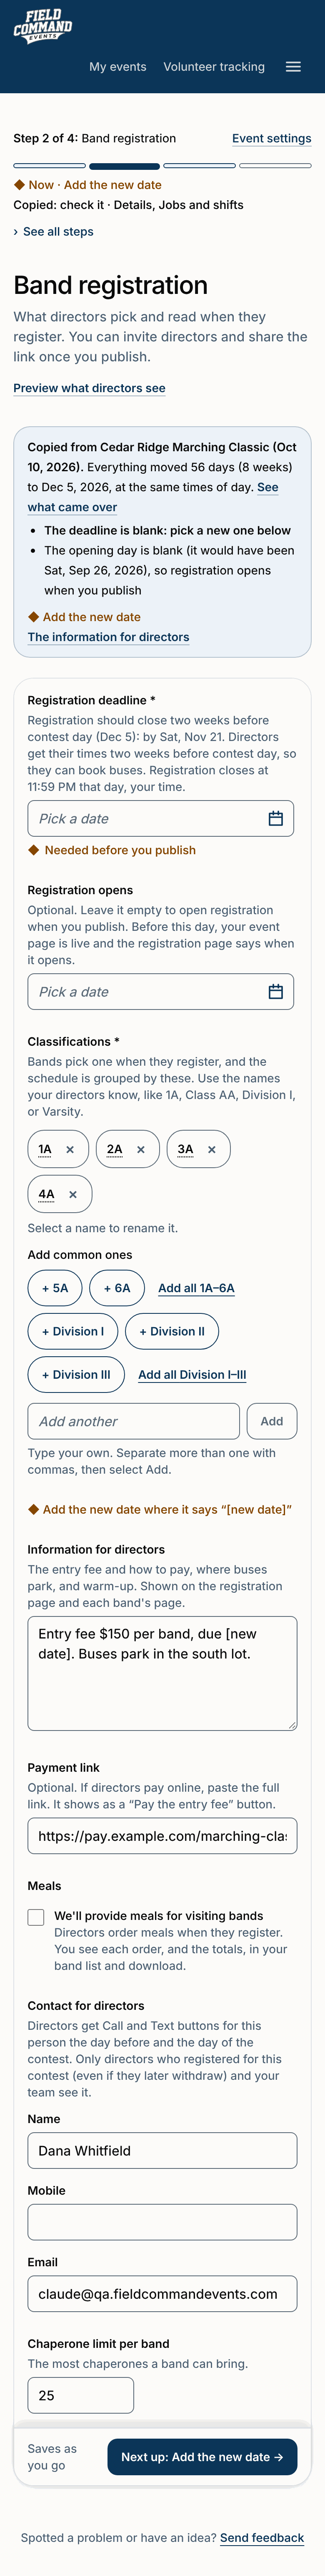 FIELD
COMMAND
EVENTS
My events Volunteer tracking
Step 2 of 4: Band registration Event settings
◆ Now · Add the new date
Copied: check it · Details, Jobs and shifts
› See all steps
Band registration
What directors pick and read when they
register. You can invite directors and share the
link once you publish.
Preview what directors see
Copied from Cedar Ridge Marching Classic (Oct
10, 2026). Everything moved 56 days (8 weeks)
to Dec 5, 2026, at the same times of day. See
what came over
• The deadline is blank: pick a new one below
• The opening day is blank (it would have been
Sat, Sep 26, 2026), so registration opens
when you publish
◆ Add the new date
The information for directors
Registration deadline *
Registration should close two weeks before
contest day (Dec 5): by Sat, Nov 21. Directors
get their times two weeks before contest day, so
they can book buses. Registration closes at
11:59 PM that day, your time.
Pick a date
◆ Needed before you publish
Registration opens
Optional. Leave it empty to open registration
when you publish. Before this day, your event
page is live and the registration page says when
it opens.
Pick a date
Classifications *
Bands pick one when they register, and the
schedule is grouped by these. Use the names
your directors know, like 1A, Class AA, Division I,
or Varsity.
1A × 2A × 3A ×
4A ×
Select a name to rename it.
Add common ones
+ 5A + 6A Add all 1A–6A
+ Division I + Division II
+ Division III Add all Division I–III
Add another Add
Type your own. Separate more than one with
commas, then select Add.
◆ Add the new date where it says “[new date]”
Information for directors
The entry fee and how to pay, where buses
park, and warm-up. Shown on the registration
page and each band's page.
Entry fee $150 per band, due [new
date]. Buses park in the south lot.
Payment link
Optional. If directors pay online, paste the full
link. It shows as a “Pay the entry fee” button.
https://pay.example.com/marching-clas
Meals
We'll provide meals for visiting bands
Directors order meals when they register.
You see each order, and the totals, in your
band list and download.
Contact for directors
Directors get Call and Text buttons for this
person the day before and the day of the
contest. Only directors who registered for this
contest (even if they later withdraw) and your
team see it.
Name
Dana Whitfield
Mobile
Email
claude@qa.fieldcommandevents.com
Chaperone limit per band
The most chaperones a band can bring.
25
Saves as
you go
Next up: Add the new date →
Spotted a problem or have an idea? Send feedback